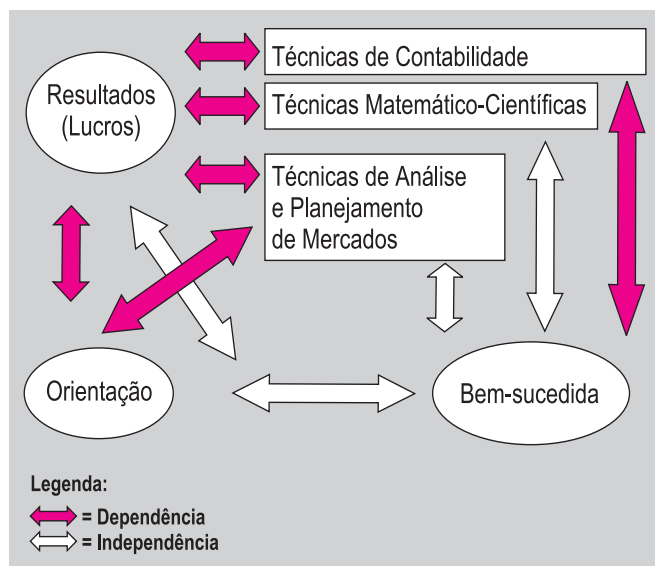 Resultados
(Lucros)
Técnicas de Contabilidade
Técnicas Matemático-Científicas
Técnicas de Análise
e Planejamento
de Mercados
Orientação
Bem-sucedida
Legenda:
= Dependência
= Independência